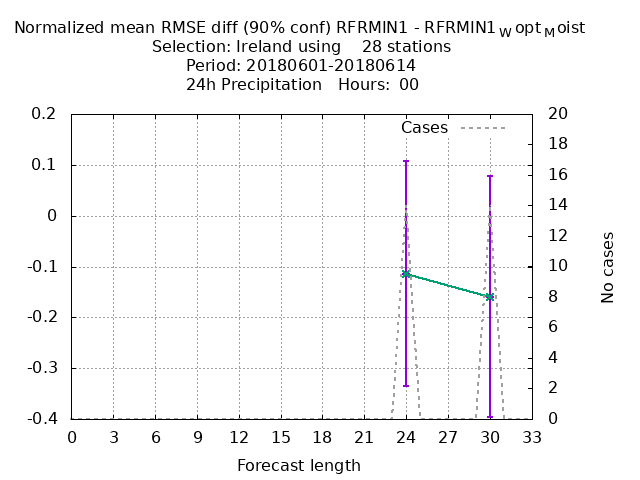 Normalized mean RMSE diff (90% conf) RFRMIN1 - RFRMIN1WoptMoist
Selection: Ireland using 28 stations
Period: 20180601-20180614
24h Precipitation Hours: 00
Cases
0.2
0.1
0
-0.1
-0.2
-0.3
-0.4
20
18
16
14
12
10
8
6
4
2
0
No cases
0 3 6 9 12 15 18 21 24 27 30 33
Forecast length